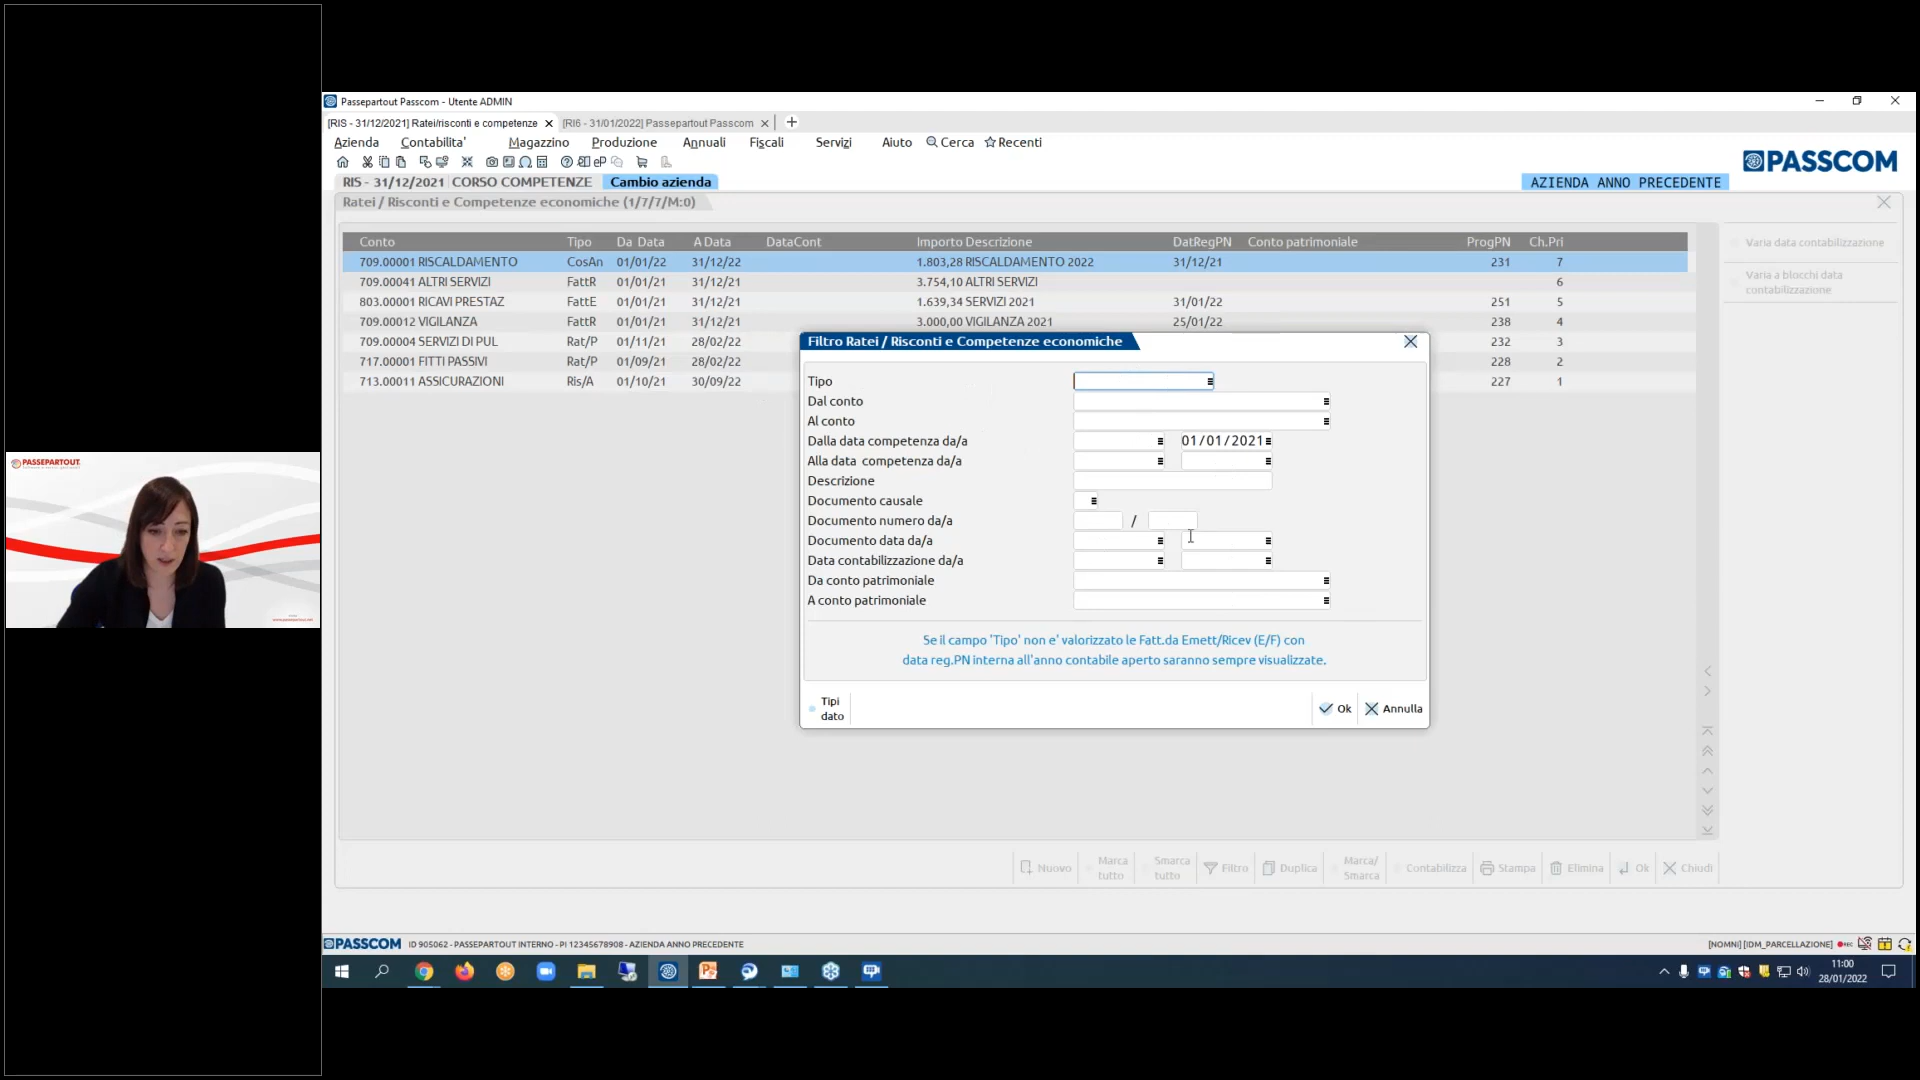 Passepartout Passcom - Utente ADMIN
[RIS - 31/12/2021] Ratei/risconti e competenze
[RI6 - 31/01/2022] Passepartout Passcom
Azienda Contabilita' Magazzino Produzione Annuali Fiscali Servizi Aiuto Cerca Recenti
PASSCOM
RIS - 31/12/2021 CORSO COMPETENZE Cambio azienda
AZIENDA ANNO PRECEDENTE
Ratei / Risconti e Competenze economiche (1/7/7/M:0)
Conto Tipo Da Data A Data DataCont Importo Descrizione DatRegPN Conto patrimoniale ProgPN Ch.Pri
709.00001 RISCALDAMENTO CosAn 01/01/22 31/12/22 1.803,28 RISCALDAMENTO 2022 31/12/21 231 7
709.00041 ALTRI SERVIZI FattR 01/01/21 31/12/21 3.754,10 ALTRI SERVIZI 6
803.00001 RICAVI PRESTAZ FattE 01/01/21 31/12/21 1.639,34 SERVIZI 2021 31/01/22 251 5
709.00012 VIGILANZA FattR 01/01/21 31/12/21 3.000,00 VIGILANZA 2021 25/01/22 238 4
709.00004 SERVIZI DI PUL Rat/P 01/11/21 28/02/22 232 3
717.00001 FITTI PASSIVI Rat/P 01/09/21 28/02/22 228 2
713.00011 ASSICURAZIONI Ris/A 01/10/21 30/09/22 227 1
Varia data contabilizzazione
Varia a blocchi data
contabilizzazione
Filtro Ratei / Risconti e Competenze economiche
Tipo
Dal conto
Al conto
Dalla data competenza da/a 01/01/2021
Alla data competenza da/a
Descrizione
Documento causale
Documento numero da/a /
Documento data da/a
Data contabilizzazione da/a
Da conto patrimoniale
A conto patrimoniale
Se il campo 'Tipo' non e' valorizzato le Fatt.da Emett/Ricev (E/F) con
data reg.PN interna all'anno contabile aperto saranno sempre visualizzate.
Tipi
dato
Ok
Annulla
PASSEPARTOUT
Nuovo
Marca
tutto
Smarca
tutto
Filtro
Duplica
Marca/
Smarca
Contabilizza
Stampa
Elimina
Ok
Chiudi
PASSCOM ID 905062 - PASSEPARTOUT INTERNO - PI 12345678908 - AZIENDA ANNO PRECEDENTE
[NOMNI] [IDM_PARCELLAZIONE]
11:00
28/01/2022